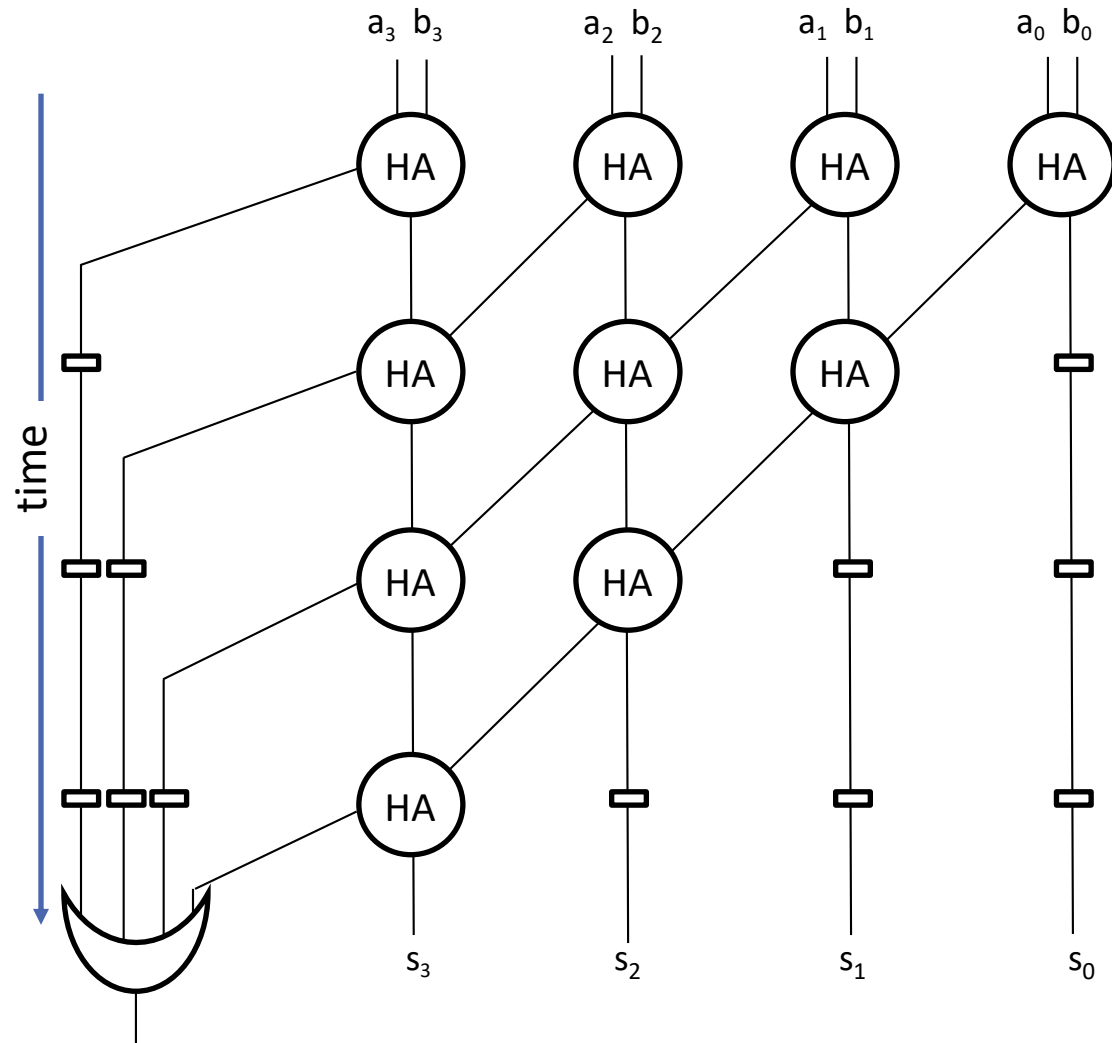 a₃ b₃ a₂ b₂ a₁ b₁ a₀ b₀
HA HA HA HA
HA HA HA
time
HA HA
HA
s₃ s₂ s₁ s₀